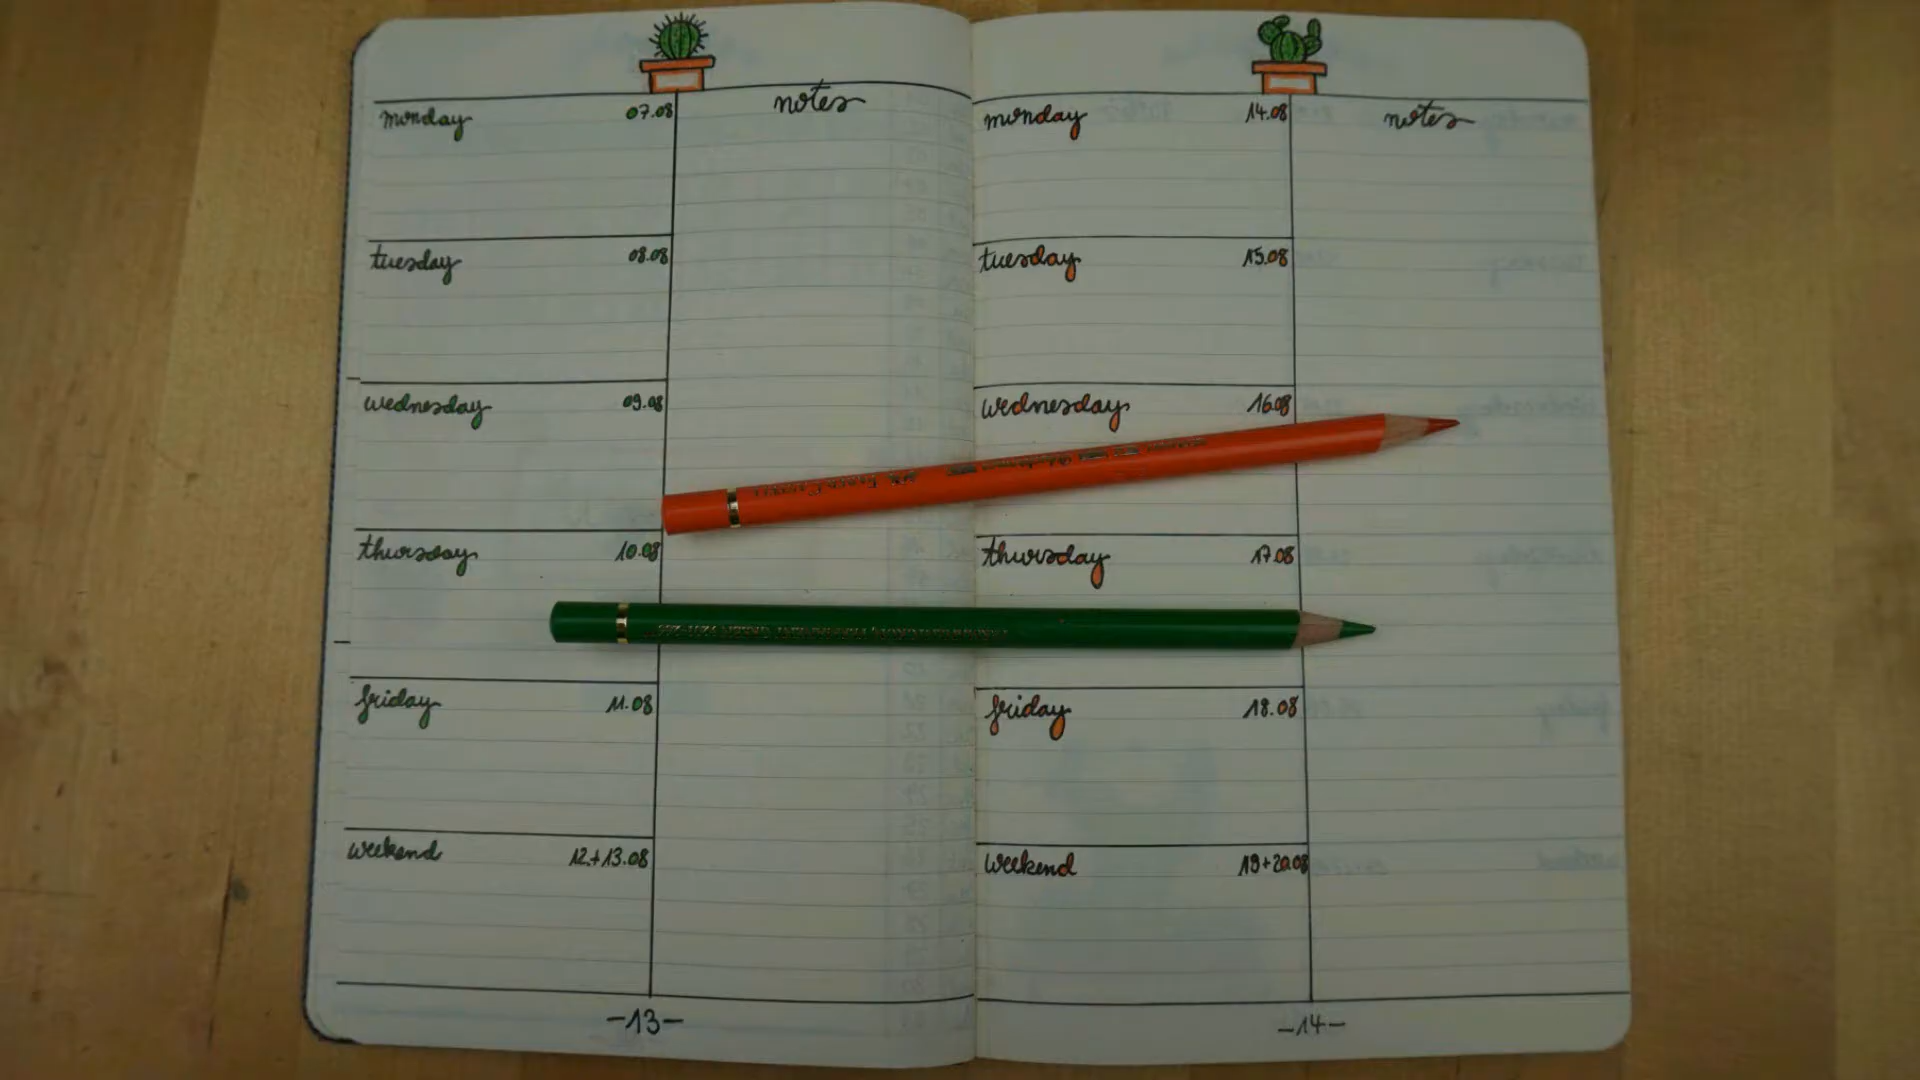 monday 07.08
notes
tuesday 08.08
wednesday 09.08
thursday 10.08
friday 11.08
weekend 12.+13.08
-13-
monday 14.08
notes
tuesday 15.08
wednesday 16.08
thursday 17.08
friday 18.08
weekend 19+20.08
-14-